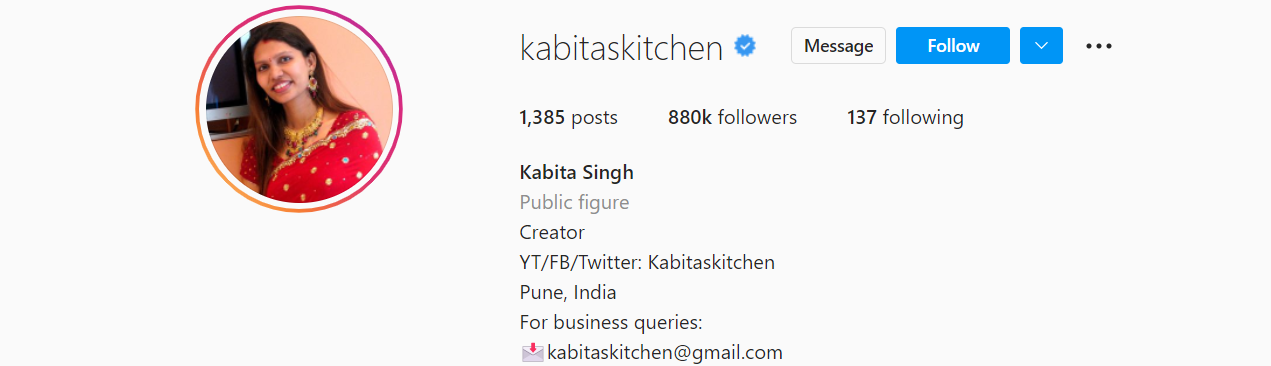 kabitaskitchen Message Follow
1,385 posts 880k followers 137 following
Kabita Singh
Public figure
Creator
YT/FB/Twitter: Kabitaskitchen
Pune, India
For business queries:
📩kabitaskitchen@gmail.com